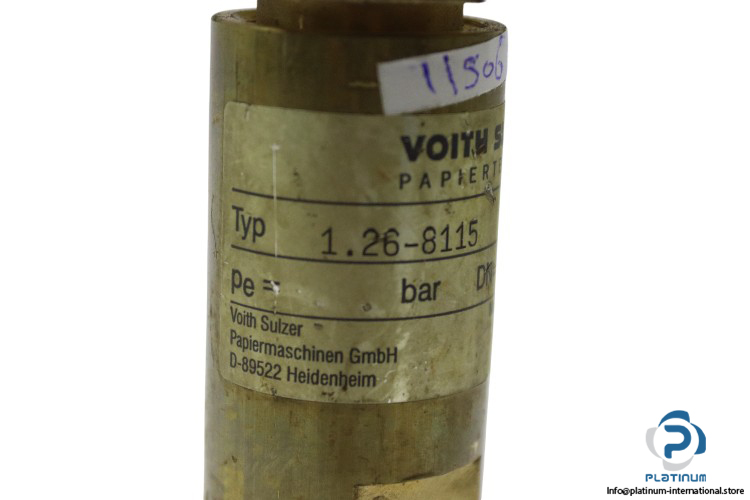 11506
VOITH S
PAPIERT
Typ 1.26-8115
pe = bar DN
Voith Sulzer
Papiermaschinen GmbH
D-89522 Heidenheim
PLATINUM
Info@platinum-international.store